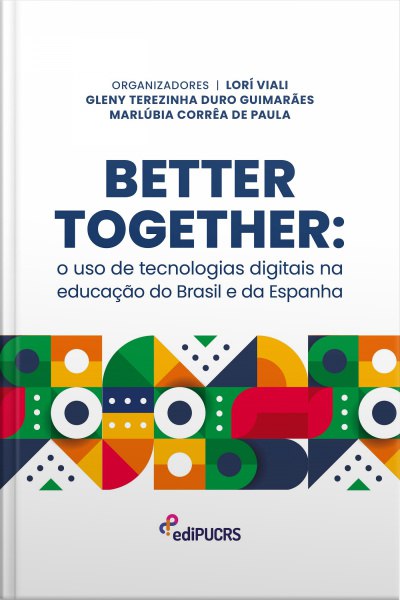 ORGANIZADORES | LORÍ VIALI
GLENY TEREZINHA DURO GUIMARÃES
MARLÚBIA CORRÊA DE PAULA
BETTER
TOGETHER:
o uso de tecnologias digitais na
educação do Brasil e da Espanha
ediPUCRS